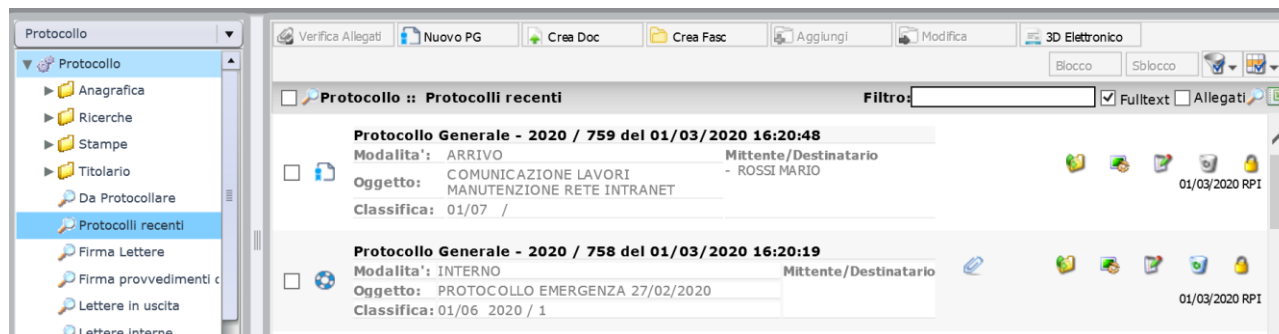 Protocollo
Verifica Allegati Nuovo PG Crea Doc Crea Fasc Aggiungi Modifica 3D Elettronico
Blocco Sblocco
Protocollo
Anagrafica
Ricerche
Stampe
Titolario
Da Protocollare
Protocolli recenti
Firma Lettere
Firma provvedimenti
Lettere in uscita
Lettere interne
Protocollo :: Protocolli recenti Filtro: Fulltext Allegati
Protocollo Generale - 2020 / 759 del 01/03/2020 16:20:48
Modalita': ARRIVO
Oggetto: COMUNICAZIONE LAVORI
MANUTENZIONE RETE INTRANET
Classifica: 01/07 /
Mittente/Destinatario
- ROSSI MARIO
01/03/2020 RPI
Protocollo Generale - 2020 / 758 del 01/03/2020 16:20:19
Modalita': INTERNO
Oggetto: PROTOCOLLO EMERGENZA 27/02/2020
Classifica: 01/06 2020 / 1
Mittente/Destinatario
01/03/2020 RPI